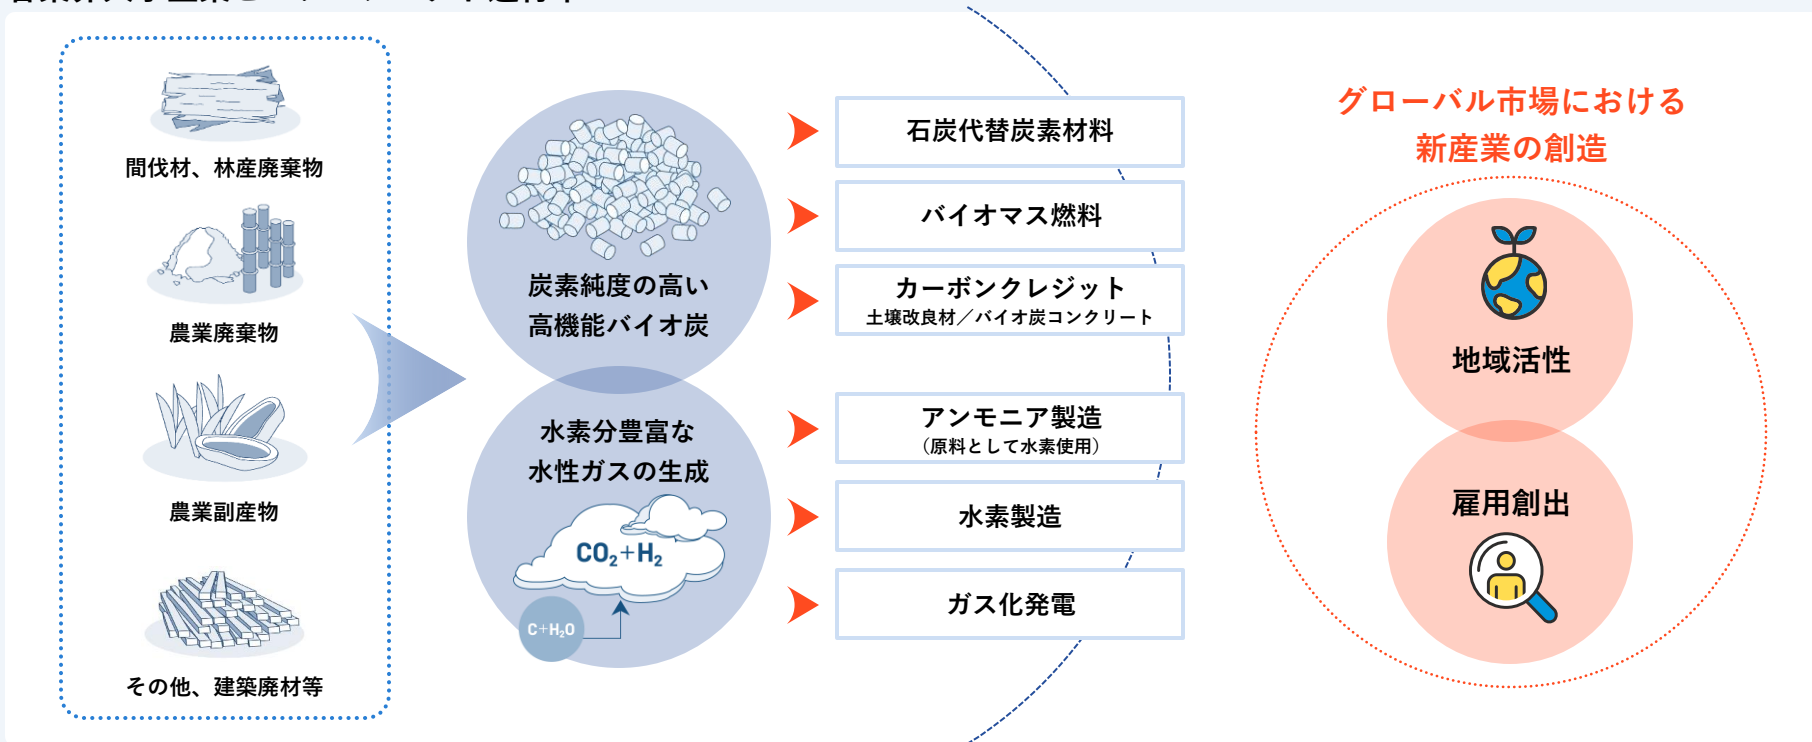 間伐材、林産廃棄物
農業廃棄物
農業副産物
その他、建築廃材等
炭素純度の高い
高機能バイオ炭
水素分豊富な
水性ガスの生成
CO₂+H₂
C+H₂O
石炭代替炭素材料
バイオマス燃料
カーボンクレジット
土壌改良材／バイオ炭コンクリート
アンモニア製造
（原料として水素使用）
水素製造
ガス化発電
グローバル市場における
新産業の創造
地域活性
雇用創出